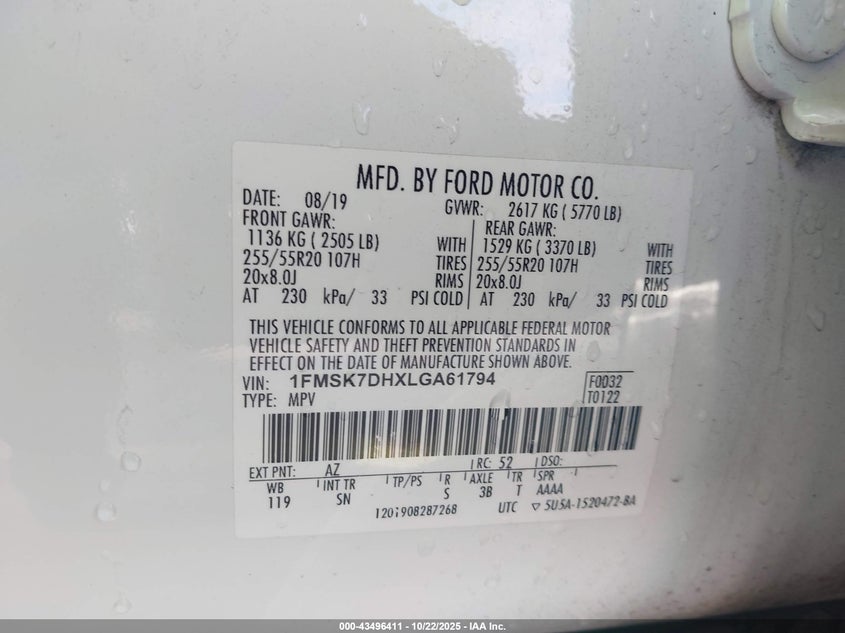 MFD. BY FORD MOTOR CO.
DATE: 08/19 GVWR: 2617 KG ( 5770 LB)
FRONT GAWR: REAR GAWR:
1136 KG ( 2505 LB) WITH 1529 KG ( 3370 LB) WITH
255/55R20 107H TIRES 255/55R20 107H TIRES
20x8.0J RIMS 20x8.0J RIMS
AT 230 kPa/ 33 PSI COLD AT 230 kPa/ 33 PSI COLD
THIS VEHICLE CONFORMS TO ALL APPLICABLE FEDERAL MOTOR
VEHICLE SAFETY AND THEFT PREVENTION STANDARDS IN
EFFECT ON THE DATE OF MANUFACTURE SHOWN ABOVE.
VIN: 1FMSK7DHXLGA61794 F0D32
TYPE: MPV T0122
EXT PNT: AZ RC: 52 DSO:
WB INT TR TP/PS R AXLE TR SPR
119 SN S 3B T AAAA
1201908287268 UTC ▽ 5U5A-1520472-BA
000-43496411 - 10/22/2025 - IAA Inc.